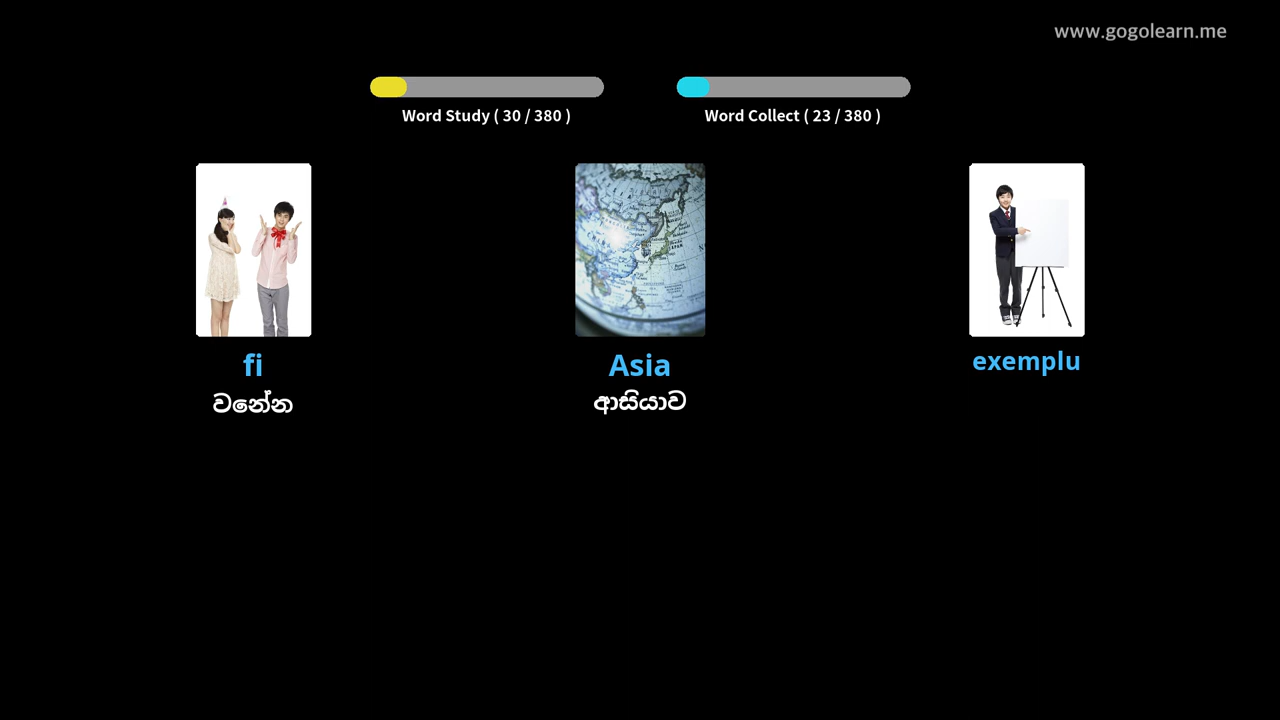 www.gogolearn.me
Word Study ( 30 / 380 )
Word Collect ( 23 / 380 )
fi
වනේන
Asia
ආසියාව
exemplu